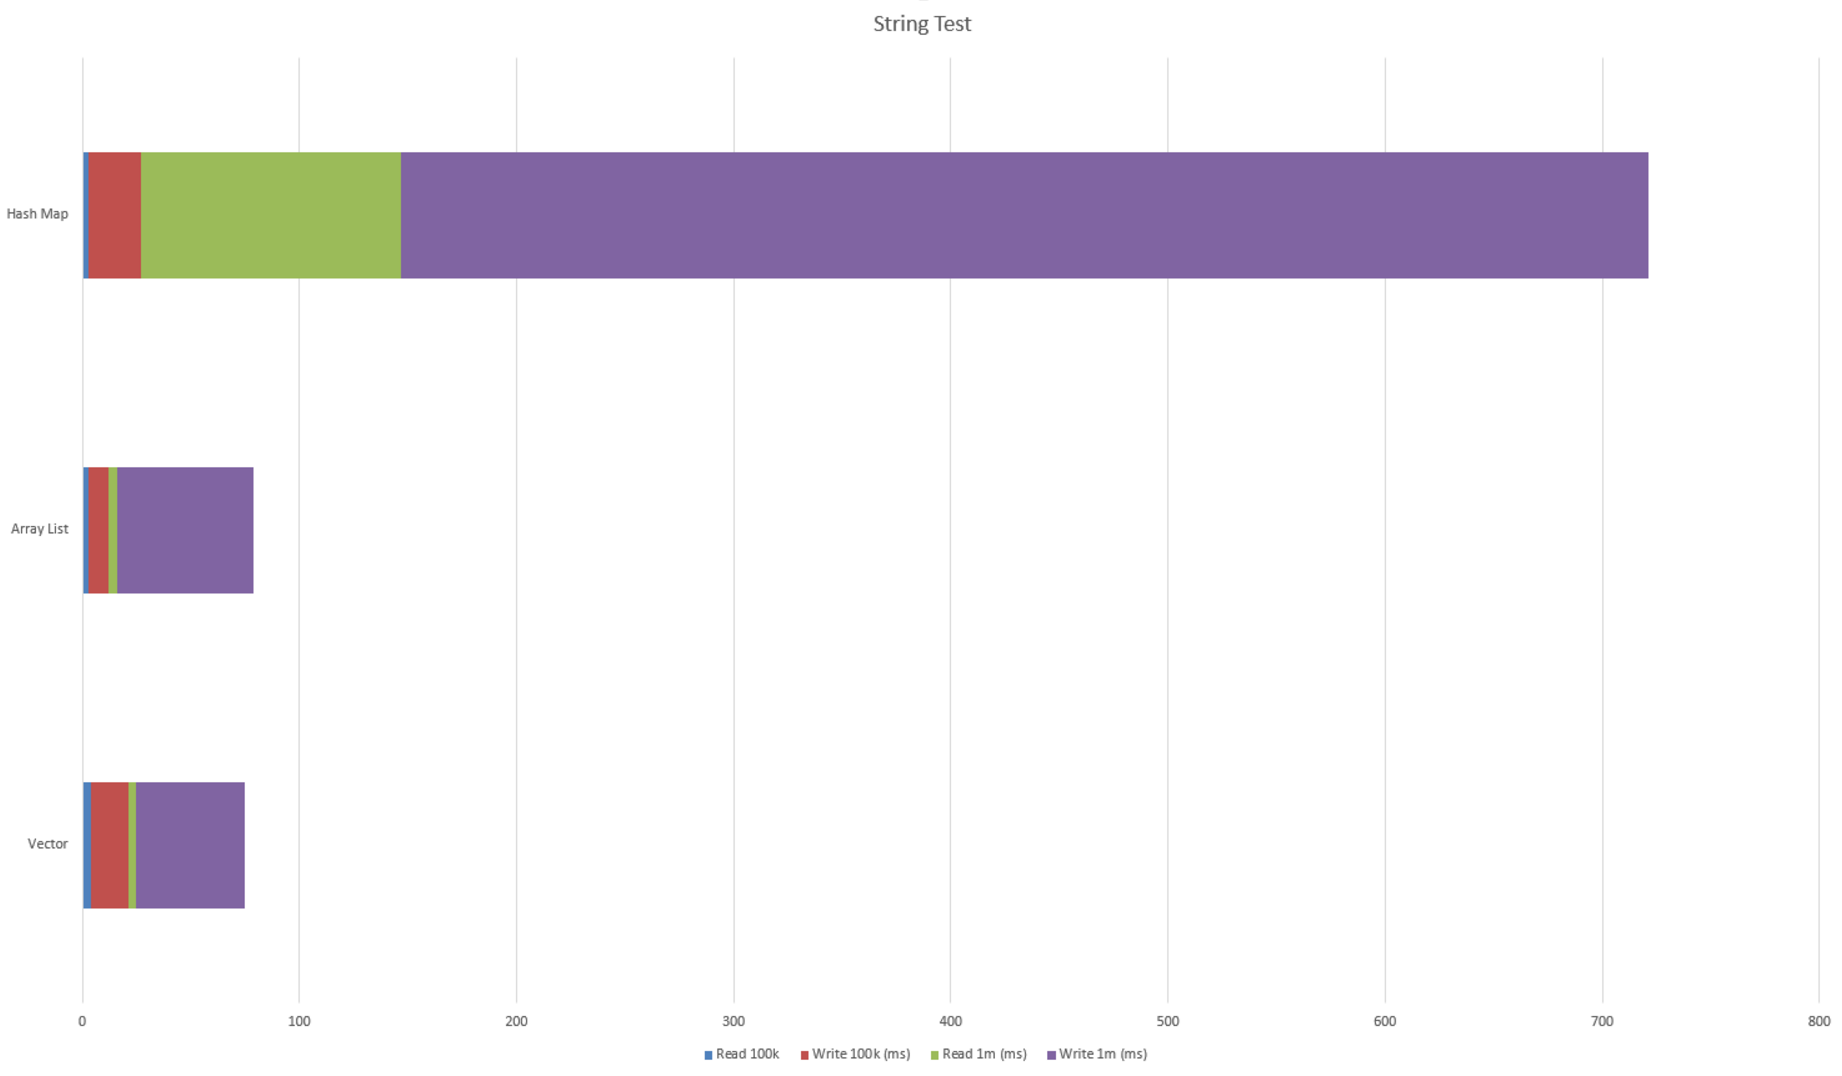 String Test
Hash Map
Array List
Vector
0 100 200 300 400 500 600 700 800
Read 100k Write 100k (ms) Read 1m (ms) Write 1m (ms)